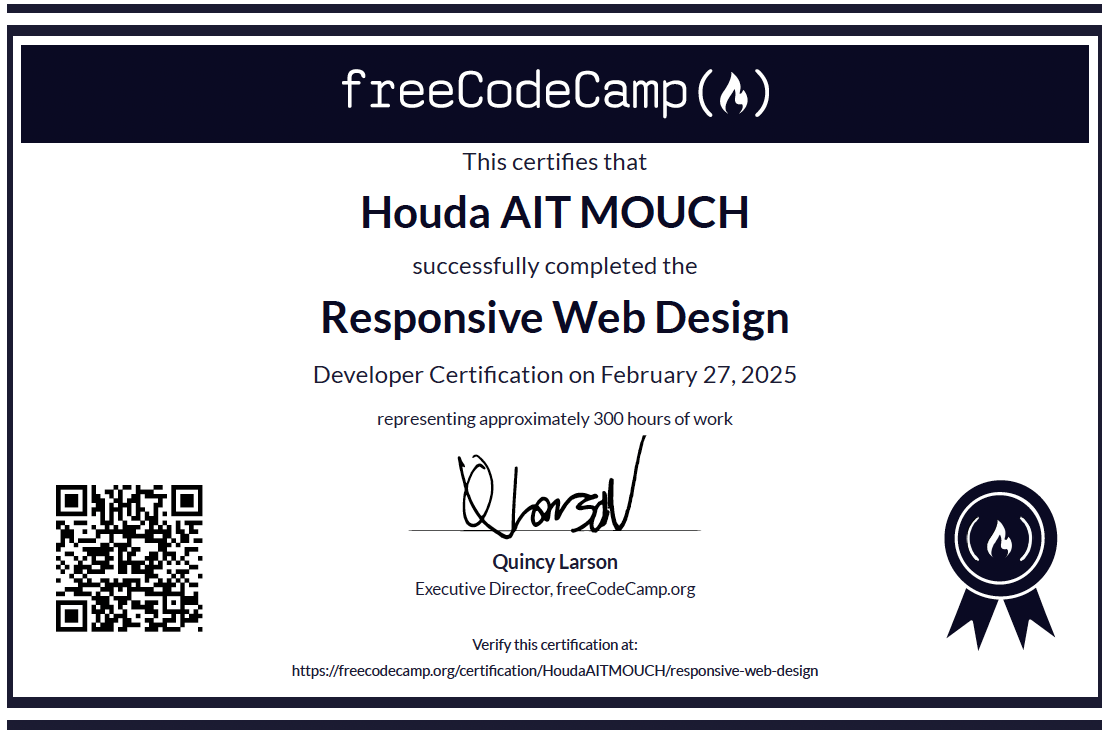 freeCodeCamp
This certifies that
Houda AIT MOUCH
successfully completed the
Responsive Web Design
Developer Certification on February 27, 2025
representing approximately 300 hours of work
Q Larson
Quincy Larson
Executive Director, freeCodeCamp.org
Verify this certification at:
https://freecodecamp.org/certification/HoudaAITMOUCH/responsive-web-design